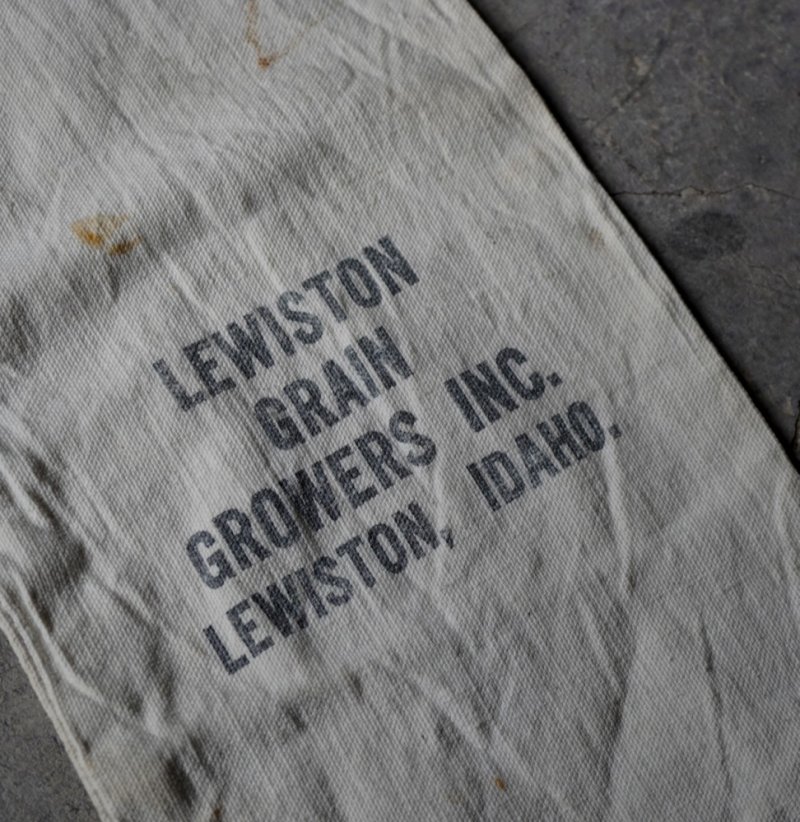 LEWISTON
GRAIN
GROWERS INC.
LEWISTON, IDAHO.